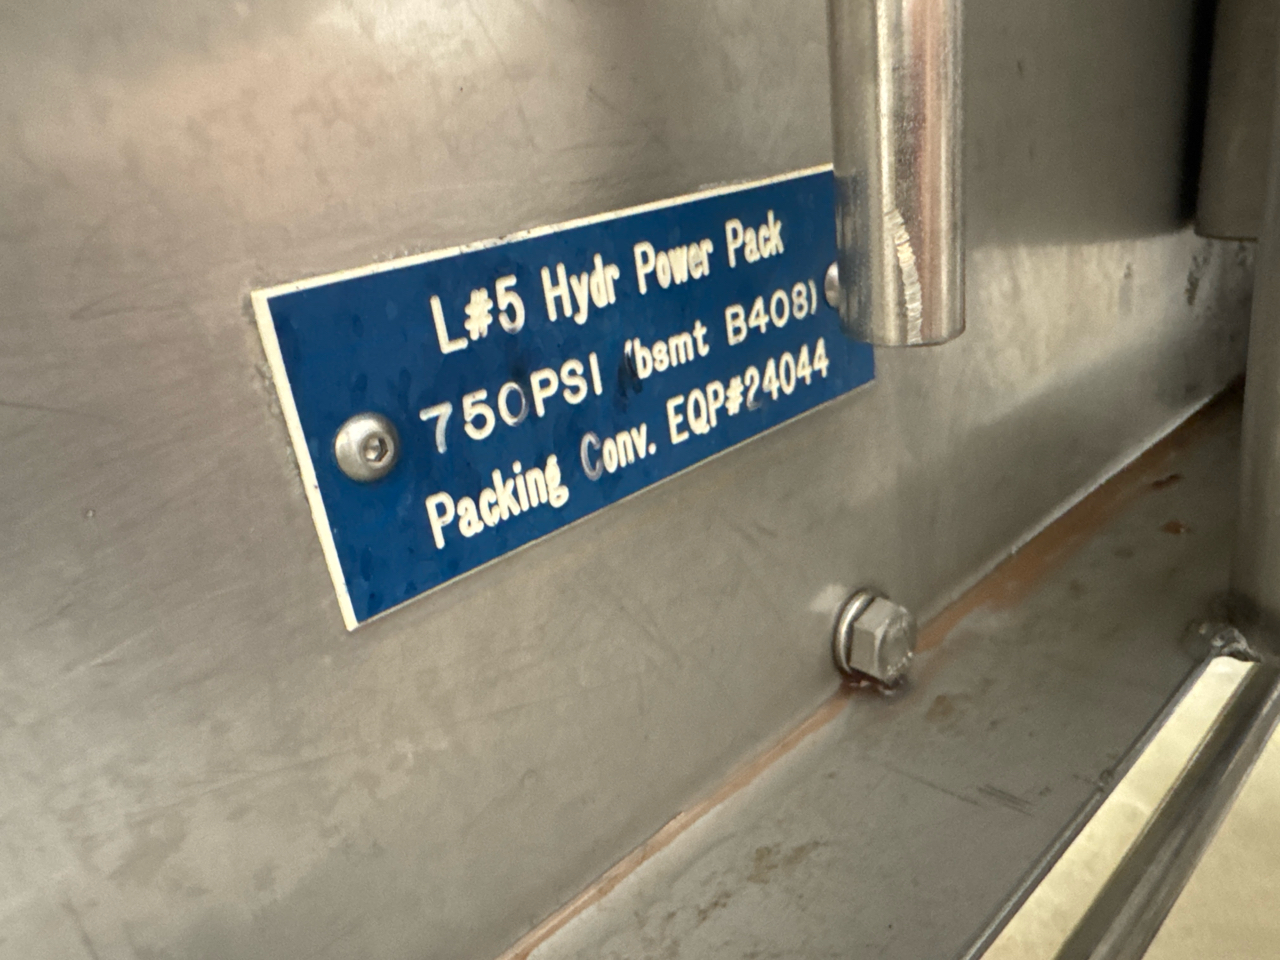 L#5 Hydr Power Pack
750PSI (bsmt B408)
Packing Conv. EQP#24044